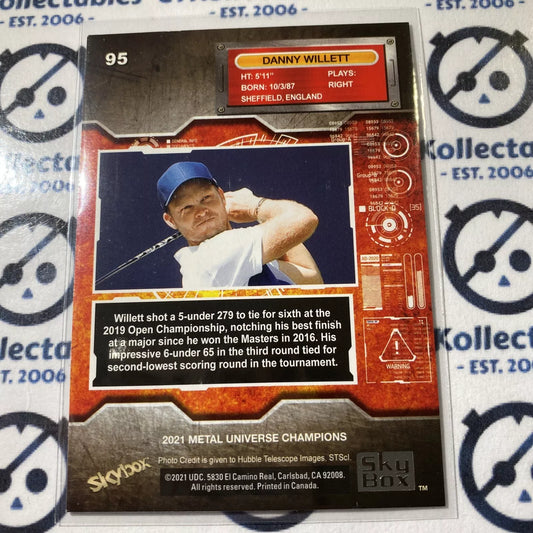 Kollectables
EST. 2006
95
DANNY WILLETT
HT: 5'11" PLAYS:
BORN: 10/3/87 RIGHT
SHEFFIELD, ENGLAND
BLOCK-G [35]
Willett shot a 5-under 279 to tie for sixth at the
2019 Open Championship, notching his best finish
at a major since he won the Masters in 2016. His
impressive 6-under 65 in the third round tied for
second-lowest scoring round in the tournament.
WARNING
2021 METAL UNIVERSE CHAMPIONS
Photo Credit is given to Hubble Telescope Images. STScI.
©2021 UDC. 5830 El Camino Real, Carlsbad, CA 92008.
All rights reserved. Printed in Canada.
skybox
Sky
Box
TM